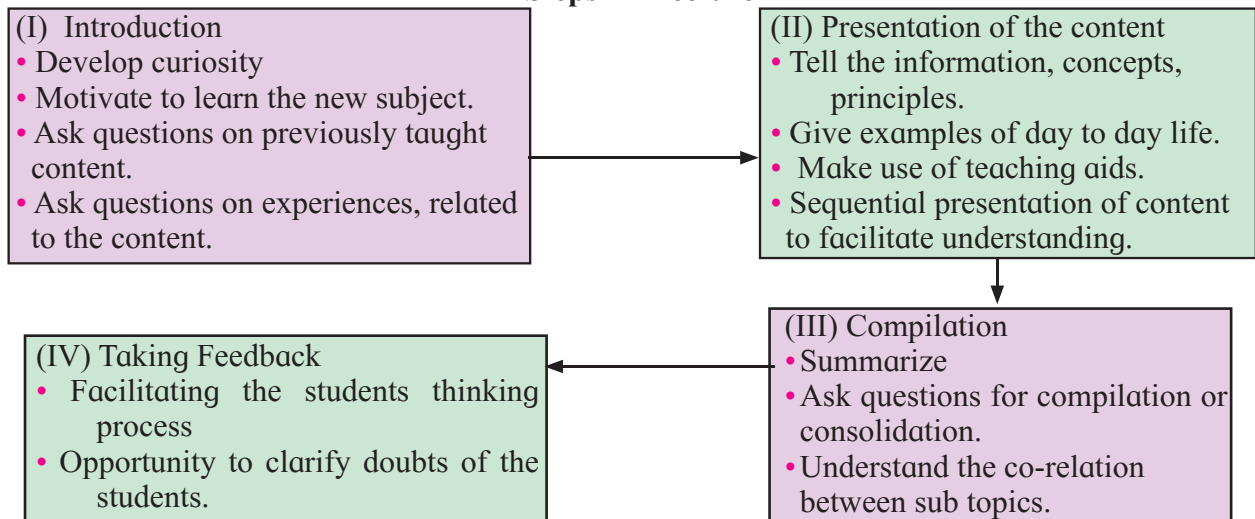 (I) Introduction
• Develop curiosity
• Motivate to learn the new subject.
• Ask questions on previously taught
content.
• Ask questions on experiences, related
to the content.
(II) Presentation of the content
• Tell the information, concepts,
principles.
• Give examples of day to day life.
• Make use of teaching aids.
• Sequential presentation of content
to facilitate understanding.
(III) Compilation
• Summarize
• Ask questions for compilation or
consolidation.
• Understand the co-relation
between sub topics.
(IV) Taking Feedback
• Facilitating the students thinking
process
• Opportunity to clarify doubts of the
students.